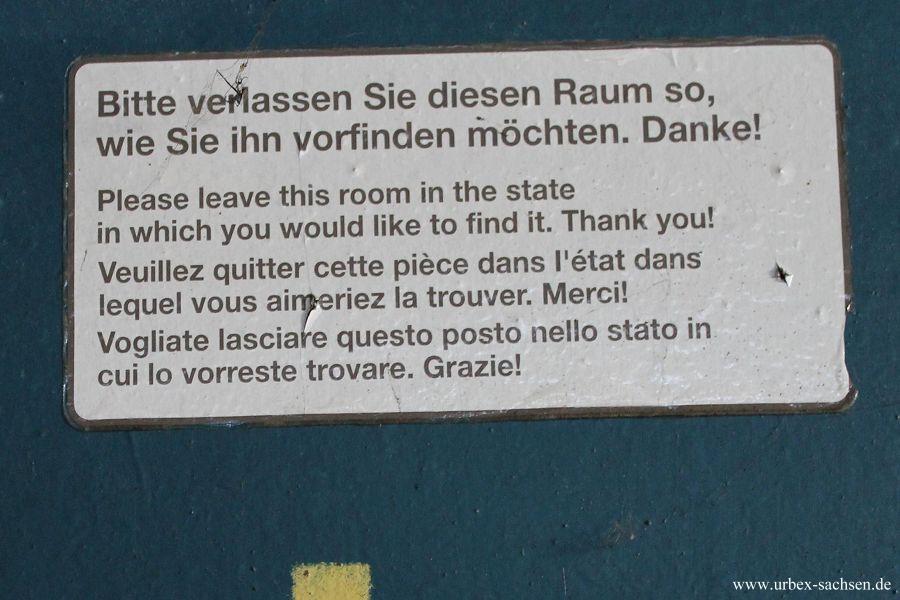 Bitte verlassen Sie diesen Raum so,
wie Sie ihn vorfinden möchten. Danke!
Please leave this room in the state
in which you would like to find it. Thank you!
Veuillez quitter cette pièce dans l'état dans
lequel vous aimeriez la trouver. Merci!
Vogliate lasciare questo posto nello stato in
cui lo vorreste trovare. Grazie!
www.urbex-sachsen.de